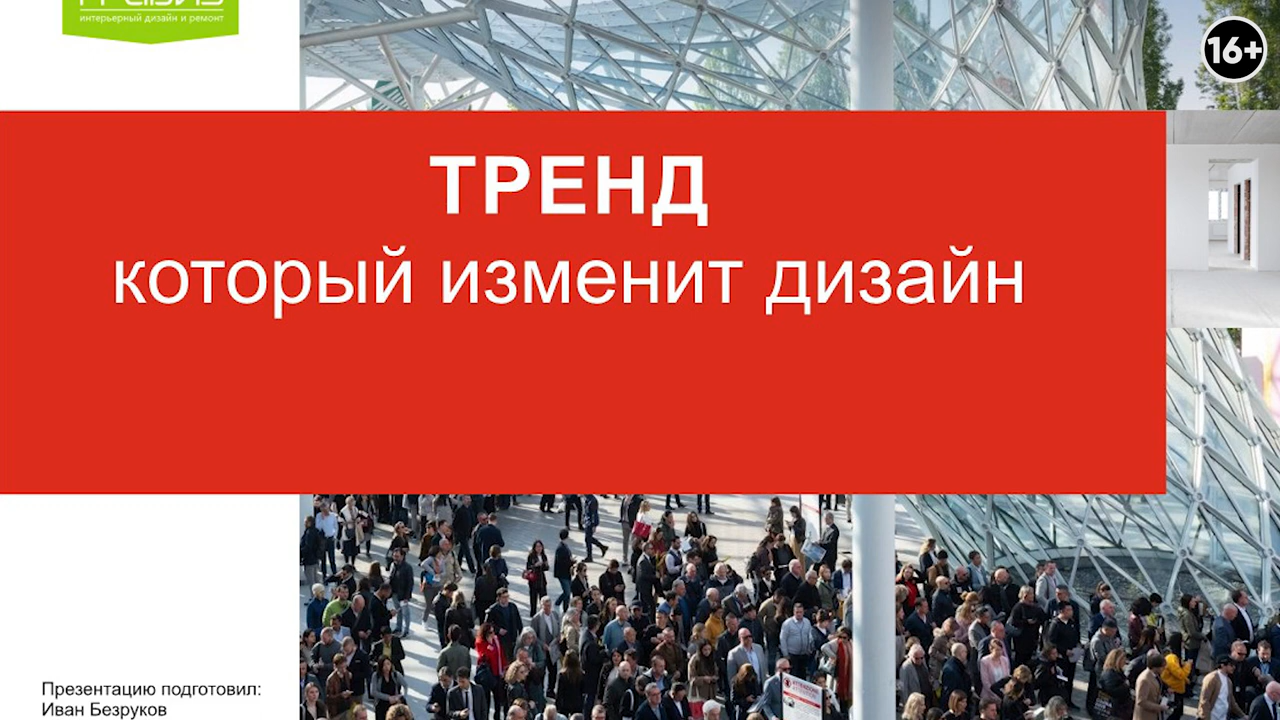 интерьерный дизайн и ремонт
16+
ТРЕНД
который изменит дизайн
Презентацию подготовил:
Иван Безруков